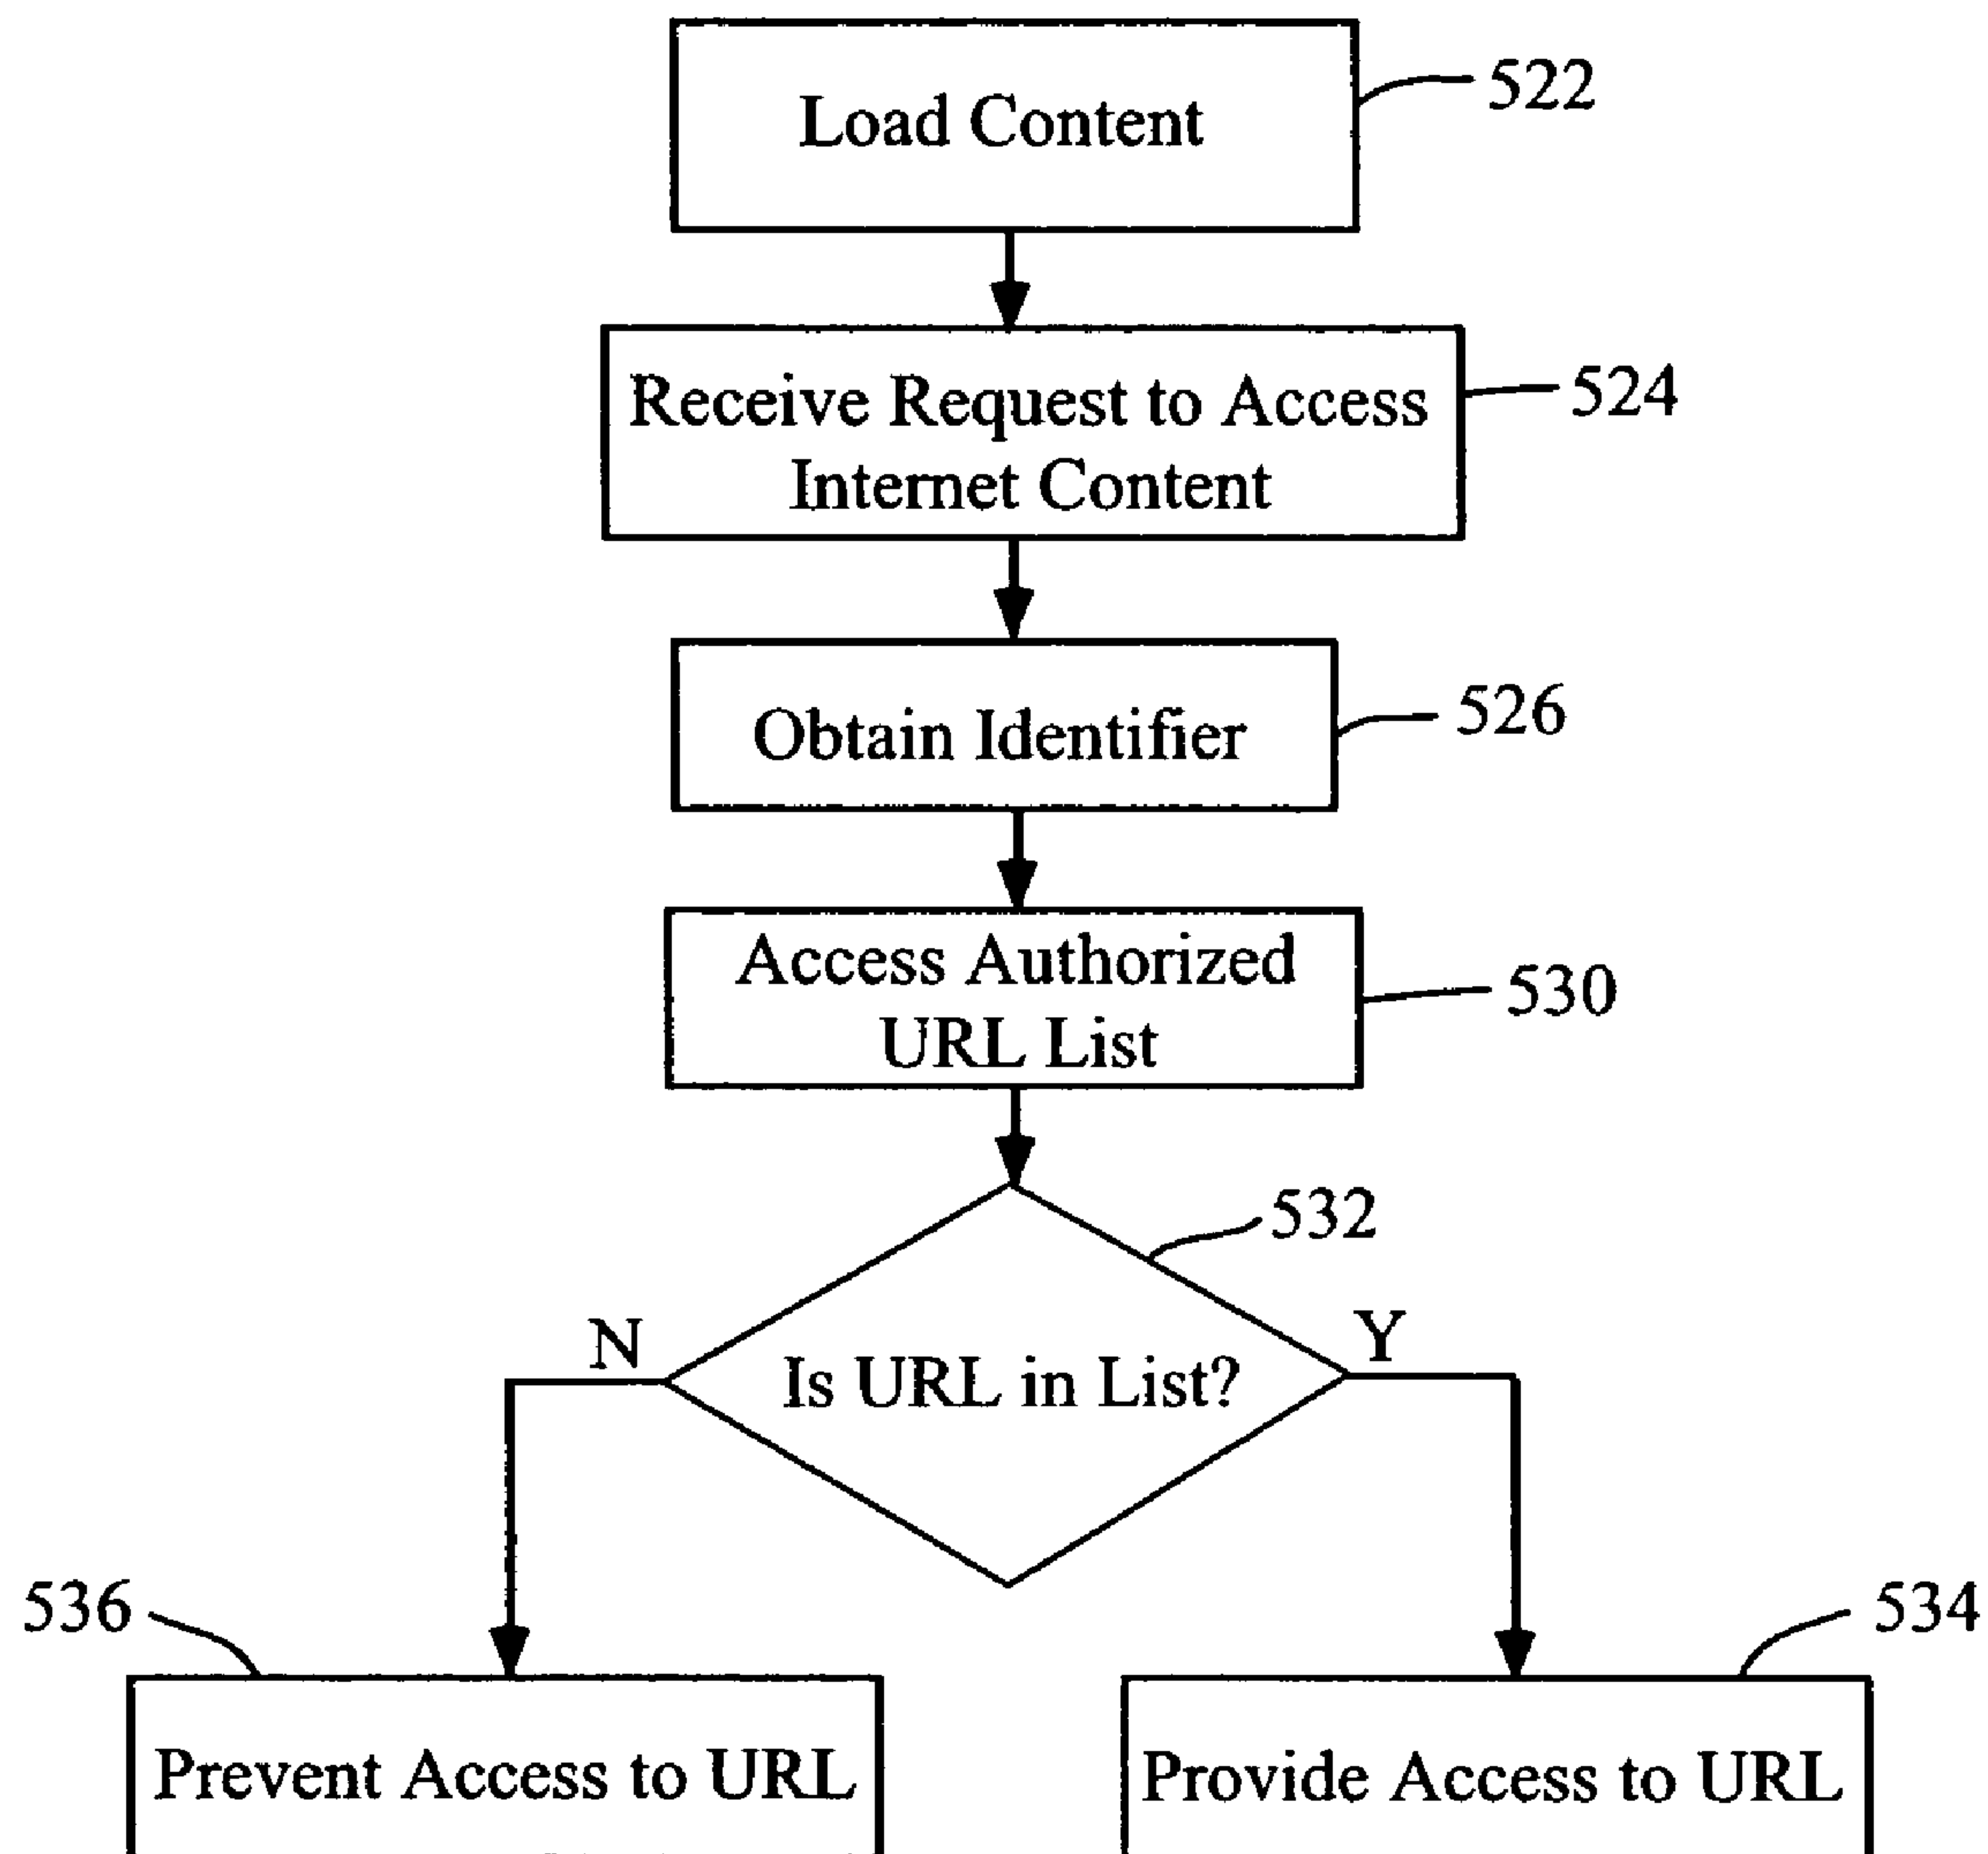 Load Content
522
Receive Request to Access
Internet Content
524
Obtain Identifier
526
Access Authorized
URL List
530
532
N
Is URL in List?
Y
536
534
Prevent Access to URL
Provide Access to URL